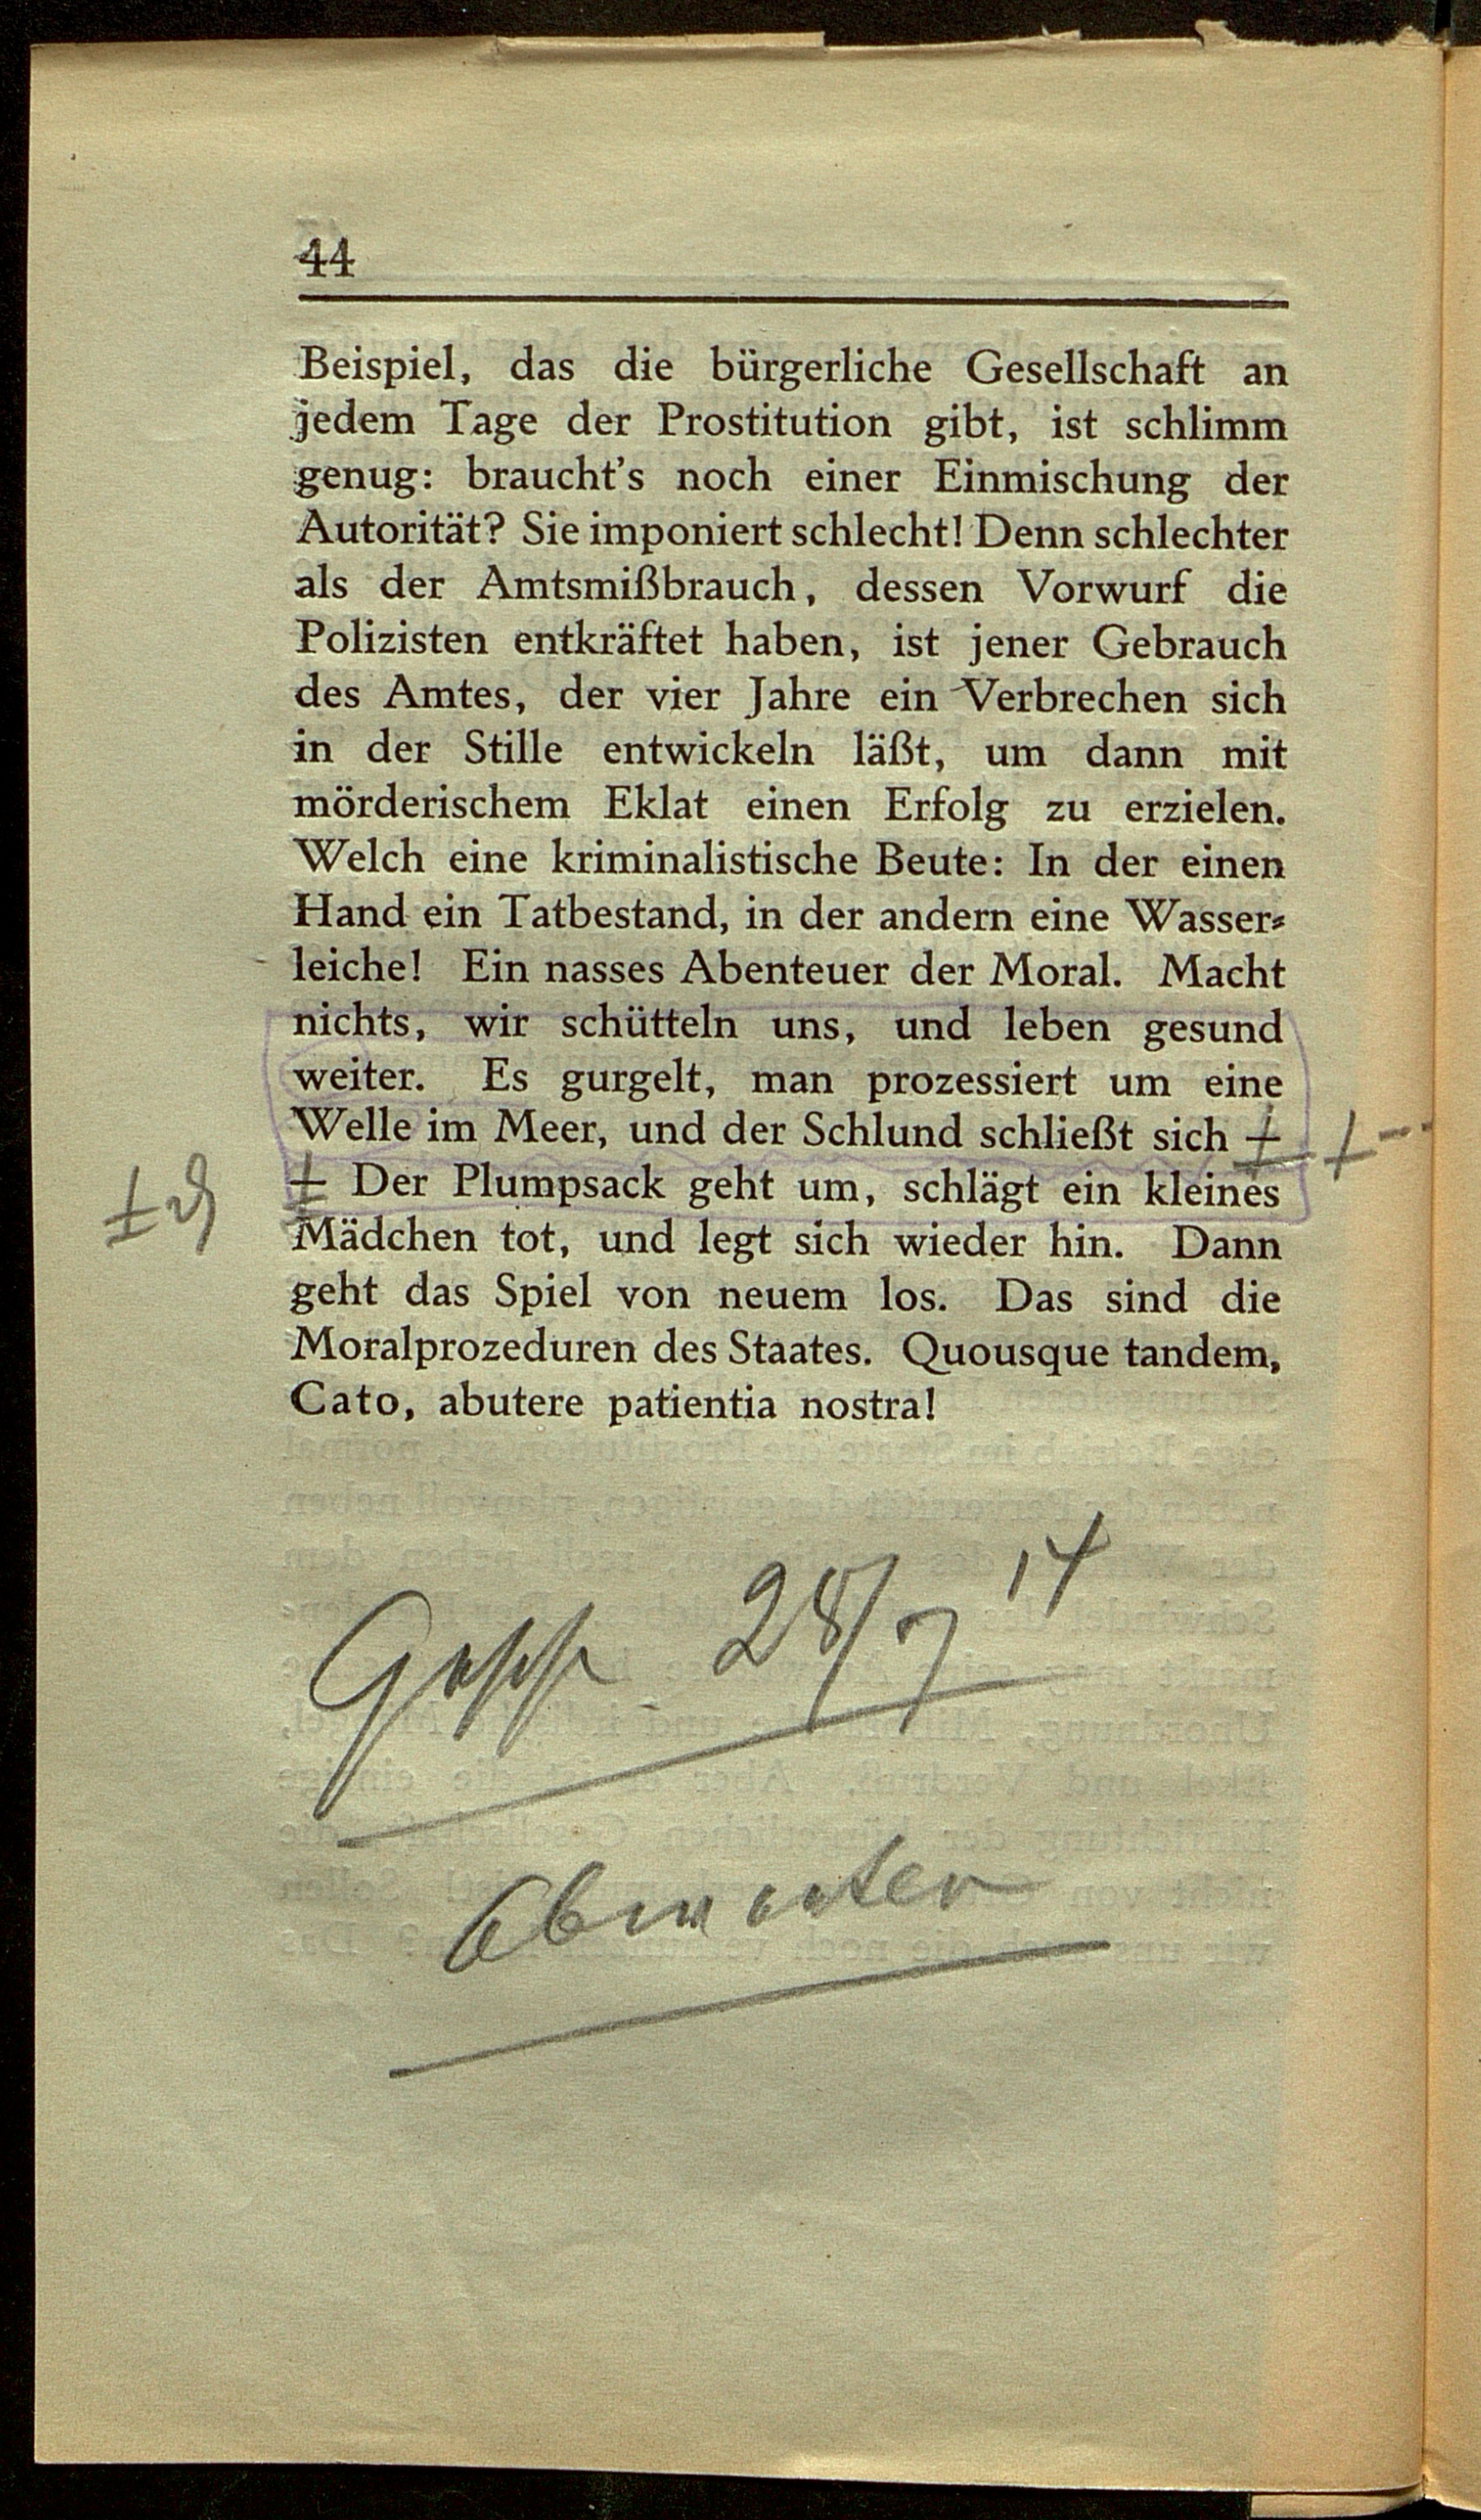 44
Beispiel, das die bürgerliche Gesellschaft an
jedem Tage der Prostitution gibt, ist schlimm
genug: braucht's noch einer Einmischung der
Autorität? Sie imponiert schlecht! Denn schlechter
als der Amtsmißbrauch, dessen Vorwurf die
Polizisten entkräftet haben, ist jener Gebrauch
des Amtes, der vier Jahre ein Verbrechen sich
in der Stille entwickeln läßt, um dann mit
mörderischem Eklat einen Erfolg zu erzielen.
Welch eine kriminalistische Beute: In der einen
Hand ein Tatbestand, in der andern eine Wasser-
leiche! Ein nasses Abenteuer der Moral. Macht
nichts, wir schütteln uns, und leben gesund
weiter. Es gurgelt, man prozessiert um eine
Welle im Meer, und der Schlund schließt sich —
— Der Plumpsack geht um, schlägt ein kleines
Mädchen tot, und legt sich wieder hin. Dann
geht das Spiel von neuem los. Das sind die
Moralprozeduren des Staates. Quousque tandem,
Cato, abutere patientia nostra!
28/7 14